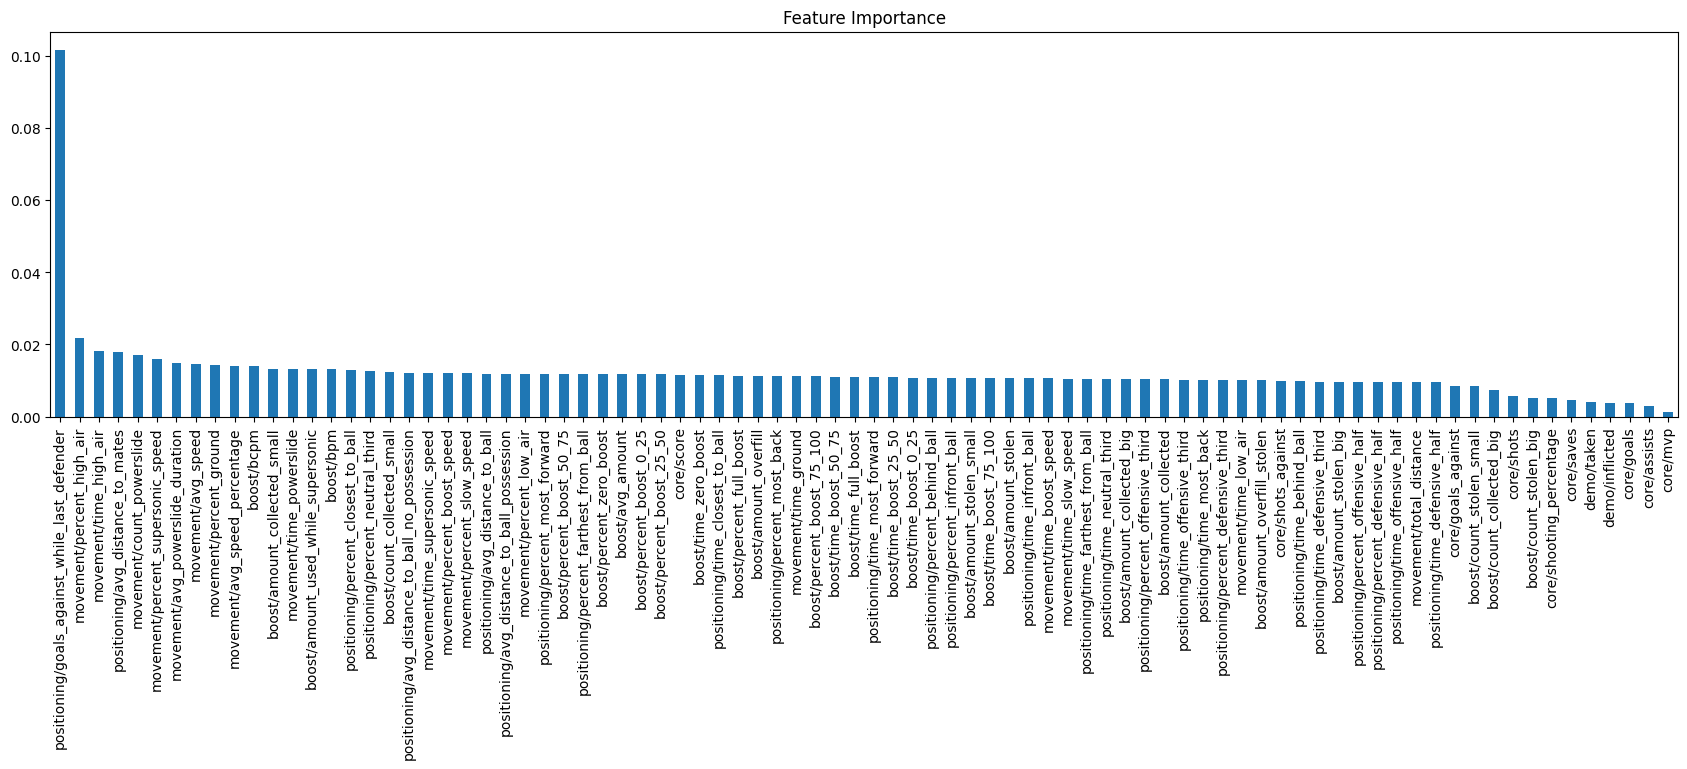 Feature Importance
0.10
0.08
0.06
0.04
0.02
0.00
positioning/goals_against_while_last_defender
movement/percent_high_air
movement/time_high_air
positioning/avg_distance_to_mates
movement/count_powerslide
movement/percent_supersonic_speed
movement/avg_powerslide_duration
movement/avg_speed
movement/percent_ground
movement/avg_speed_percentage
boost/bcpm
boost/amount_collected_small
movement/time_powerslide
boost/amount_used_while_supersonic
boost/bpm
positioning/percent_closest_to_ball
positioning/percent_neutral_third
boost/count_collected_small
positioning/avg_distance_to_ball_no_possession
movement/time_supersonic_speed
movement/percent_boost_speed
movement/percent_slow_speed
positioning/avg_distance_to_ball
positioning/avg_distance_to_ball_possession
movement/percent_low_air
positioning/percent_most_forward
boost/percent_boost_50_75
positioning/percent_farthest_from_ball
boost/percent_zero_boost
boost/avg_amount
boost/percent_boost_0_25
boost/percent_boost_25_50
core/score
boost/time_zero_boost
positioning/time_closest_to_ball
boost/percent_full_boost
boost/amount_overfill
positioning/percent_most_back
movement/time_ground
boost/percent_boost_75_100
boost/time_boost_50_75
boost/time_full_boost
positioning/time_most_forward
boost/time_boost_25_50
boost/time_boost_0_25
positioning/percent_behind_ball
positioning/percent_infront_ball
boost/amount_stolen_small
boost/time_boost_75_100
boost/amount_stolen
positioning/time_infront_ball
movement/time_boost_speed
movement/time_slow_speed
positioning/time_farthest_from_ball
positioning/time_neutral_third
boost/amount_collected_big
positioning/percent_offensive_third
boost/amount_collected
positioning/time_offensive_third
positioning/time_most_back
positioning/percent_defensive_third
movement/time_low_air
boost/amount_overfill_stolen
core/shots_against
positioning/time_behind_ball
positioning/time_defensive_third
boost/amount_stolen_big
positioning/percent_offensive_half
positioning/percent_defensive_half
positioning/time_offensive_half
movement/total_distance
positioning/time_defensive_half
core/goals_against
boost/count_stolen_small
boost/count_collected_big
core/shots
boost/count_stolen_big
core/shooting_percentage
core/saves
demo/taken
demo/inflicted
core/goals
core/assists
core/mvp